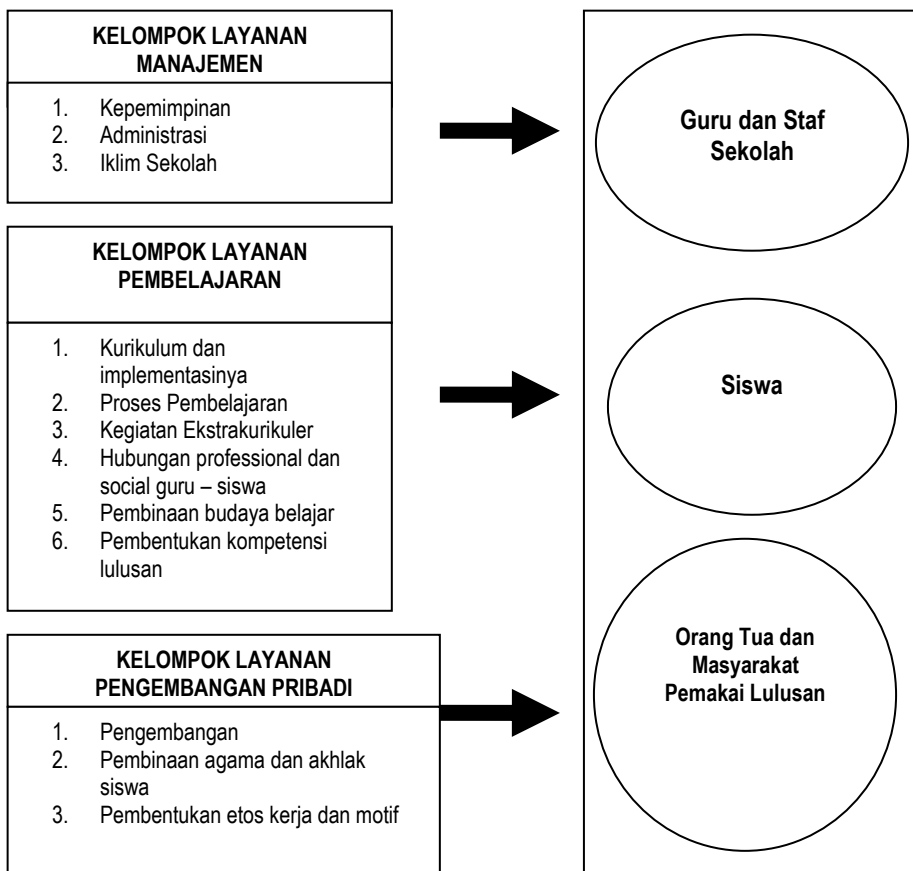 KELOMPOK LAYANAN
MANAJEMEN
1. Kepemimpinan
2. Administrasi
3. Iklim Sekolah
Guru dan Staf
Sekolah
KELOMPOK LAYANAN
PEMBELAJARAN
1. Kurikulum dan
implementasinya
2. Proses Pembelajaran
3. Kegiatan Ekstrakurikuler
4. Hubungan professional dan
social guru – siswa
5. Pembinaan budaya belajar
6. Pembentukan kompetensi
lulusan
Siswa
KELOMPOK LAYANAN
PENGEMBANGAN PRIBADI
1. Pengembangan
2. Pembinaan agama dan akhlak
siswa
3. Pembentukan etos kerja dan motif
Orang Tua dan
Masyarakat
Pemakai Lulusan